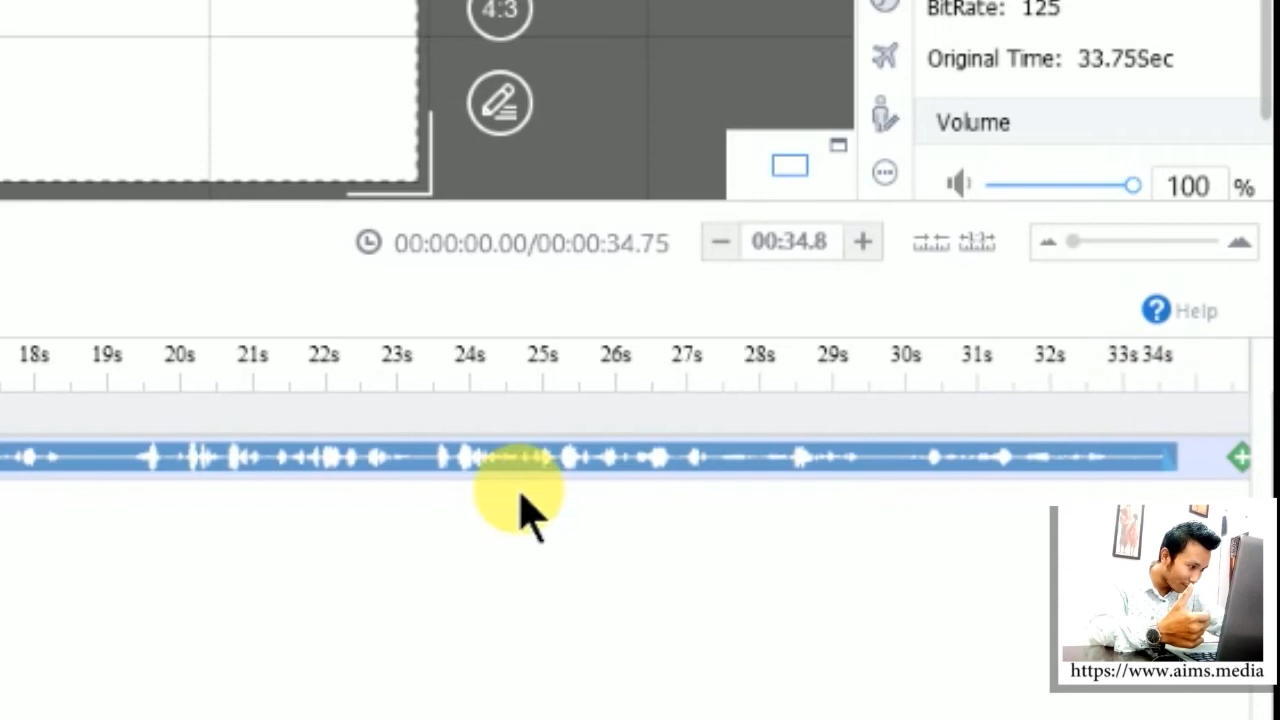 4:3
BitRate: 125
Original Time: 33.75Sec
Volume
100 %
00:00:00.00/00:00:34.75
00:34.8
Help
18s 19s 20s 21s 22s 23s 24s 25s 26s 27s 28s 29s 30s 31s 32s 33s 34s
https://www.aims.media